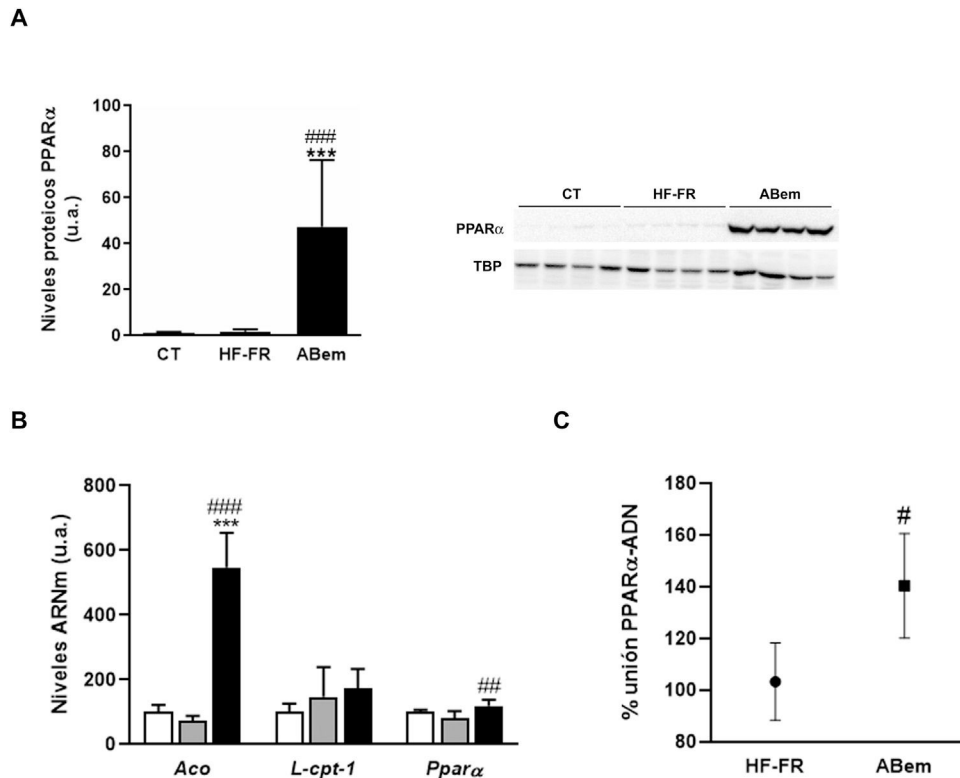 A
Niveles proteicos PPARα
(u.a.)
100
80
60
40
20
0
###
***
CT
HF-FR
ABem
CT
HF-FR
ABem
PPARα
TBP
B
Niveles ARNm (u.a.)
800
600
400
200
0
###
***
##
Aco
L-cpt-1
Pparα
C
% unión PPARα-ADN
180
160
140
120
100
80
#
HF-FR
ABem